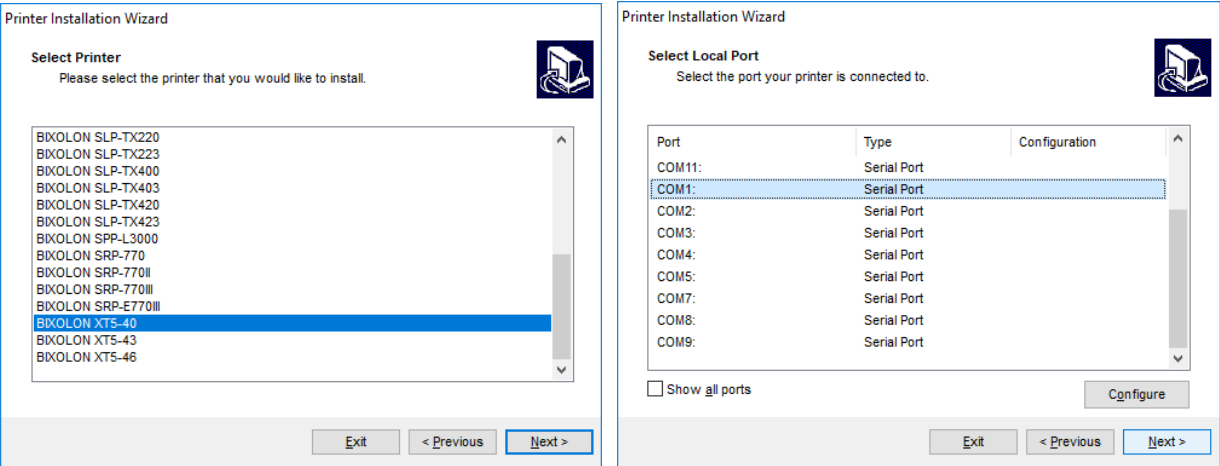 Printer Installation Wizard
Select Printer
Please select the printer that you would like to install.
BIXOLON SLP-TX220
BIXOLON SLP-TX223
BIXOLON SLP-TX400
BIXOLON SLP-TX403
BIXOLON SLP-TX420
BIXOLON SLP-TX423
BIXOLON SPP-L3000
BIXOLON SRP-770
BIXOLON SRP-770II
BIXOLON SRP-770III
BIXOLON SRP-E770III
BIXOLON XT5-40
BIXOLON XT5-43
BIXOLON XT5-46
Exit < Previous Next >
Printer Installation Wizard
Select Local Port
Select the port your printer is connected to.
Port Type Configuration
COM11: Serial Port
COM1: Serial Port
COM2: Serial Port
COM3: Serial Port
COM4: Serial Port
COM5: Serial Port
COM7: Serial Port
COM8: Serial Port
COM9: Serial Port
Show all ports
Configure
Exit < Previous Next >